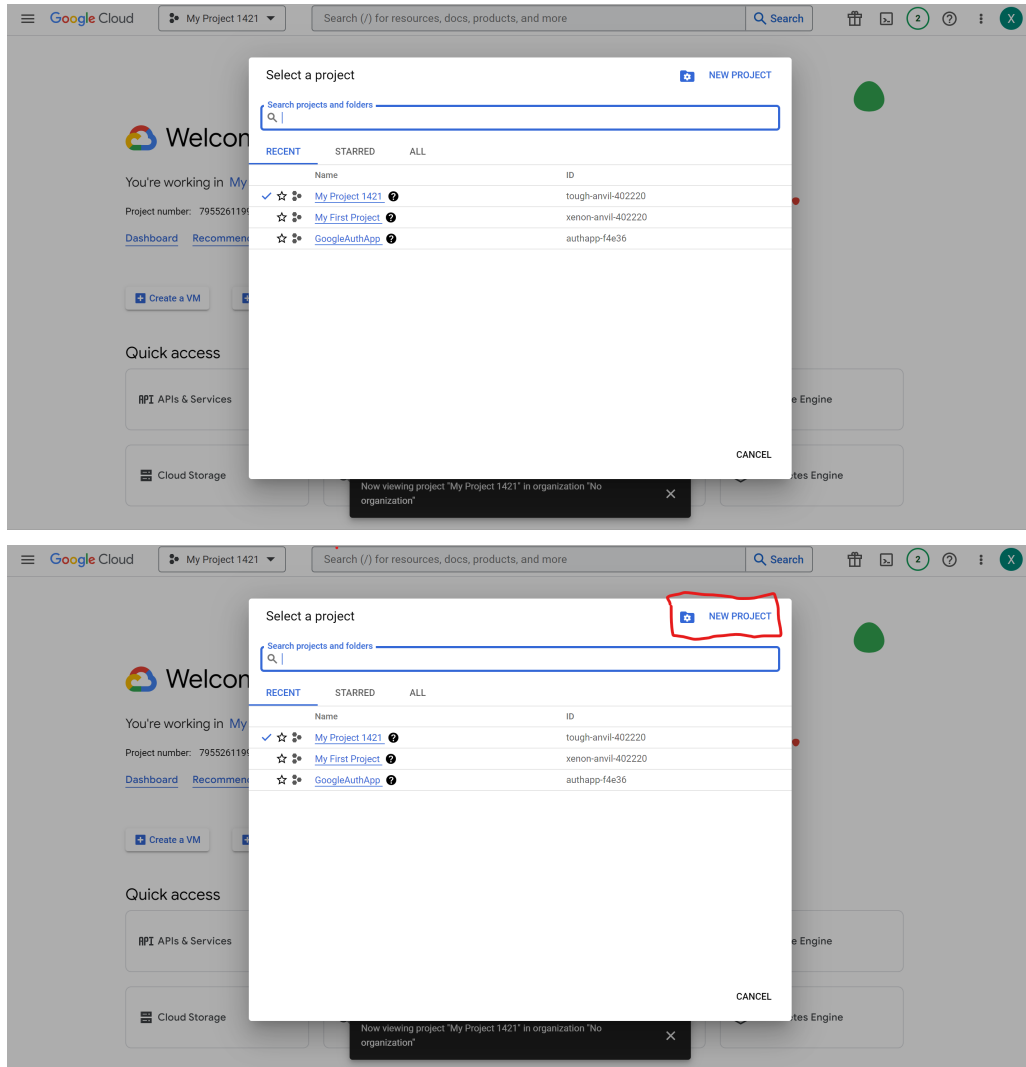 Google Cloud My Project 1421 Search (/) for resources, docs, products, and more Search 2 X
Select a project NEW PROJECT
Search projects and folders
Welcon
RECENT STARRED ALL
Name ID
You're working in My
My Project 1421 tough-anvil-402220
Project number: 7955261199
My First Project xenon-anvil-402220
Dashboard Recommen
GoogleAuthApp authapp-f4e36
Create a VM
Quick access
API APIs & Services e Engine
CANCEL
Cloud Storage tes Engine
Now viewing project "My Project 1421" in organization "No
organization"
Google Cloud My Project 1421 Search (/) for resources, docs, products, and more Search 2 X
Select a project NEW PROJECT
Search projects and folders
Welcon
RECENT STARRED ALL
Name ID
You're working in My
My Project 1421 tough-anvil-402220
Project number: 7955261199
My First Project xenon-anvil-402220
Dashboard Recommen
GoogleAuthApp authapp-f4e36
Create a VM
Quick access
API APIs & Services e Engine
CANCEL
Cloud Storage tes Engine
Now viewing project "My Project 1421" in organization "No
organization"